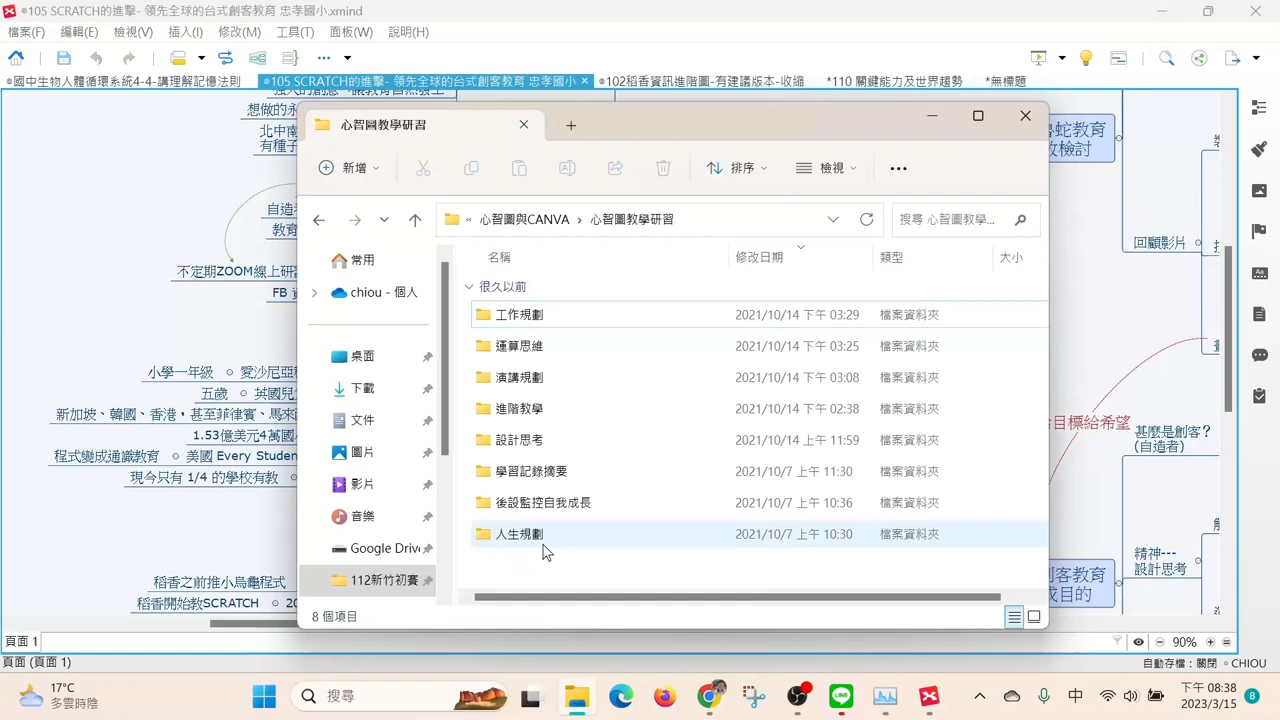 ●105 SCRATCH的進擊- 領先全球的台式創客教育 忠孝國小.xmind
檔案(F) 編輯(E) 檢視(V) 插入(I) 修改(M) 工具(T) 面板(W) 說明(H)
●國中生物人體循環系統4-4-講理解記憶法則 ●105 SCRATCH的進擊- 領先全球的台式創客教育 忠孝國小 ●102稻香資訊進階圖-有建議版本-收細 *110 關鍵能力及世界趨勢 *無標題
想做的永
北中南
有種子
自造者
教育
不定期ZOOM線上研
FB 資
小學一年級 愛沙尼亞
五歲 英國
新加坡、韓國、香港，甚至菲律賓、馬來
1.53億美元4萬國
程式變成通識教育 美國 Every Studen
現今只有 1/4 的學校有教
稻香之前推小烏龜程式
稻香開始教SCRATCH 20
心智圖教學研習
新增 排序 檢視
« 心智圖與CANVA › 心智圖教學研習
搜尋 心智圖教學...
常用
chiou - 個人
桌面
下載
文件
圖片
影片
音樂
Google Driv
112新竹初賽
名稱 修改日期 類型 大小
很久以前
工作規劃 2021/10/14 下午 03:29 檔案資料夾
運算思維 2021/10/14 下午 03:25 檔案資料夾
演講規劃 2021/10/14 下午 03:08 檔案資料夾
進階教學 2021/10/14 下午 02:38 檔案資料夾
設計思考 2021/10/14 上午 11:59 檔案資料夾
學習記錄摘要 2021/10/7 上午 11:30 檔案資料夾
後設監控自我成長 2021/10/7 上午 10:36 檔案資料夾
人生規劃 2021/10/7 上午 10:30 檔案資料夾
8 個項目
蛇教育
檢討
回顧影片
目標給希望
甚麼是創客?
(自造者)
精神---
設計思考
創客教育
目的
頁面 1
90%
頁面 (頁面 1)
自動存檔：關閉 CHIOU
17°C
多雲時陰
搜尋
中
下午 08:38
2023/3/15
8